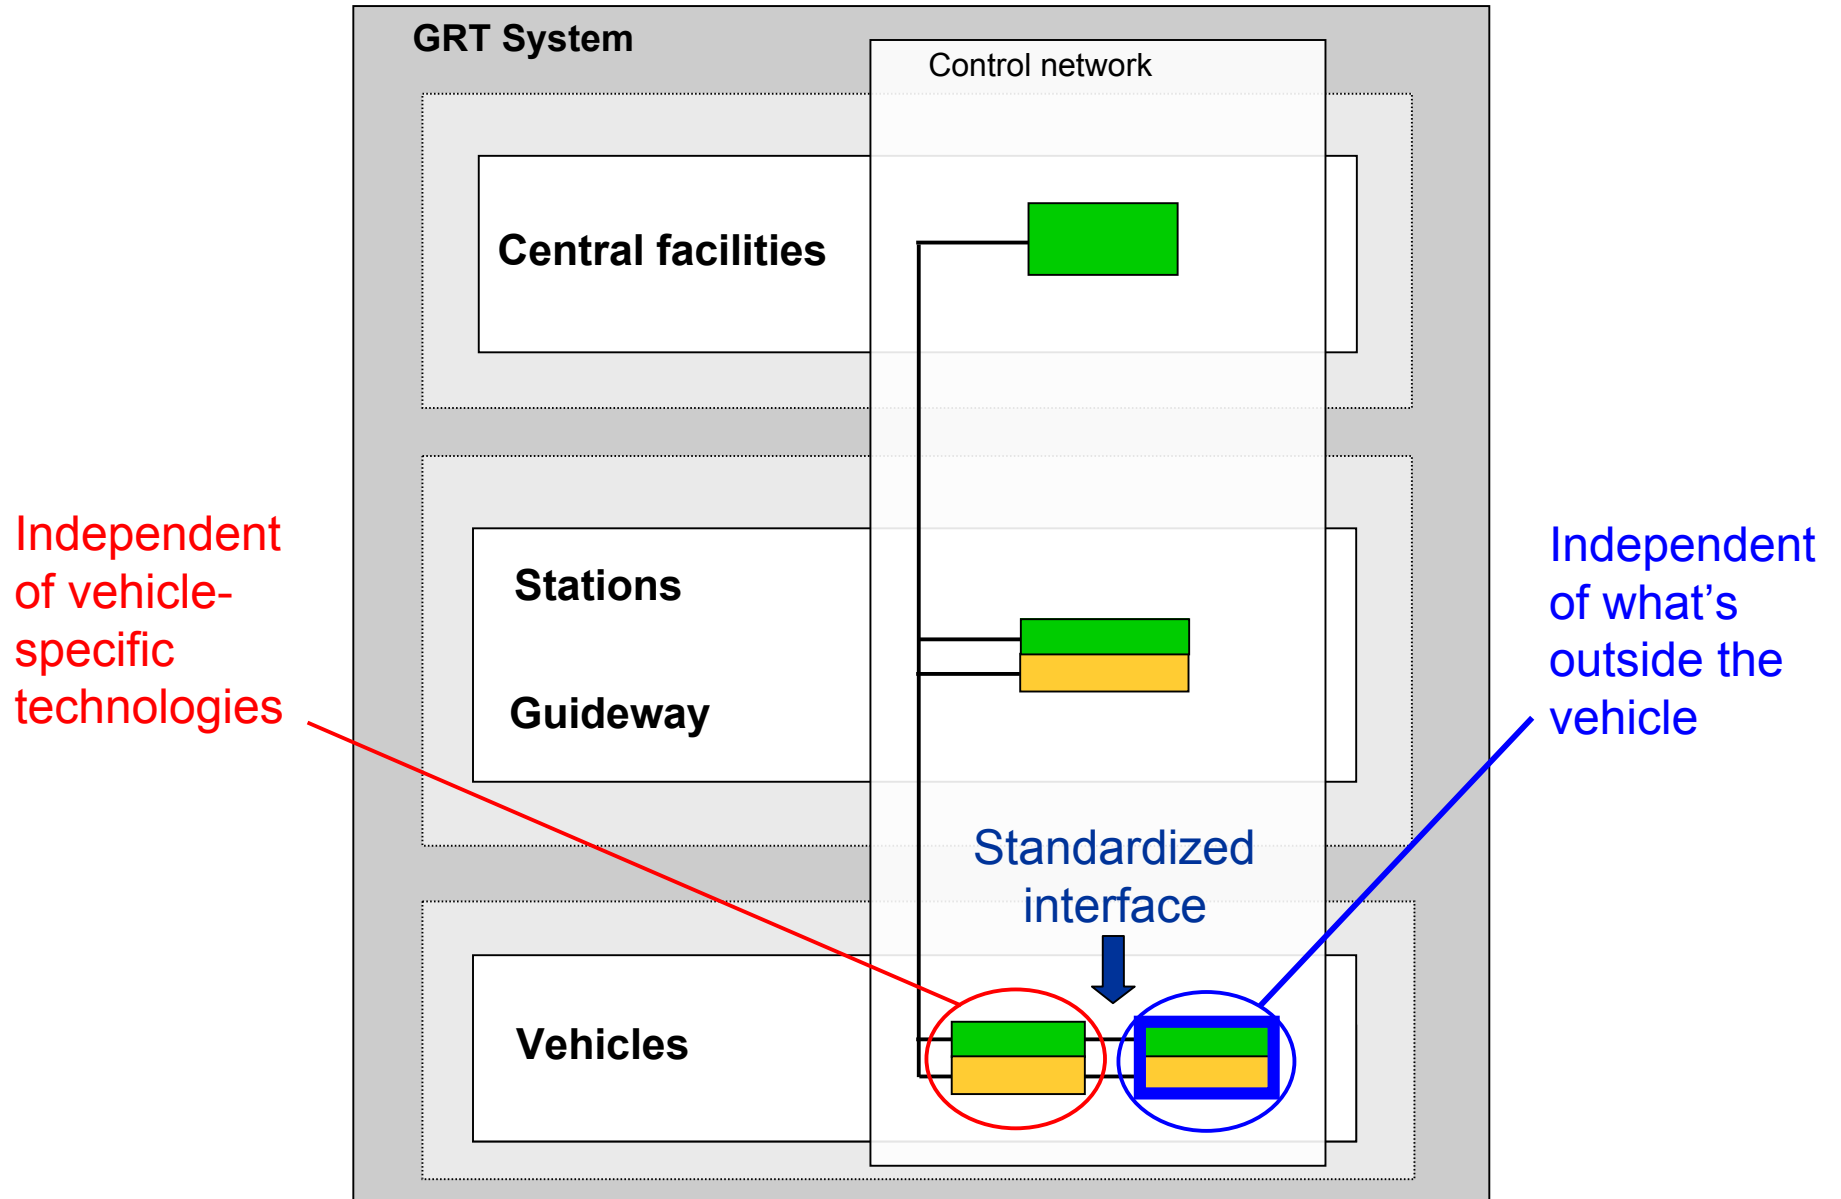 GRT System
Control network
Central facilities
Independent
of vehicle-
specific
technologies
Stations
Guideway
Independent
of what’s
outside the
vehicle
Standardized
interface
Vehicles